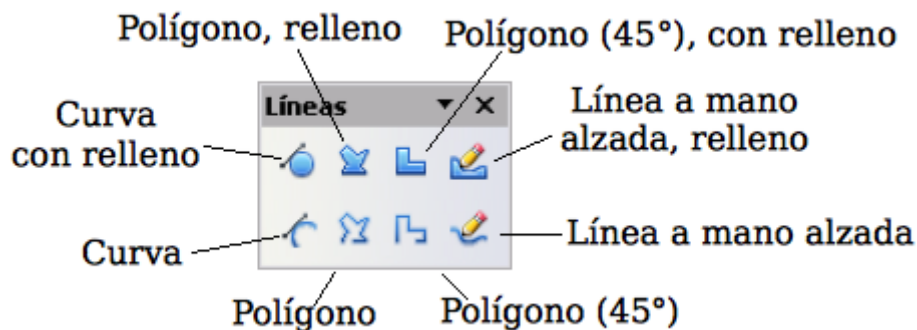 Polígono, relleno
Polígono (45°), con relleno
Líneas
Curva
con relleno
Línea a mano
alzada, relleno
Curva
Línea a mano alzada
Polígono
Polígono (45°)